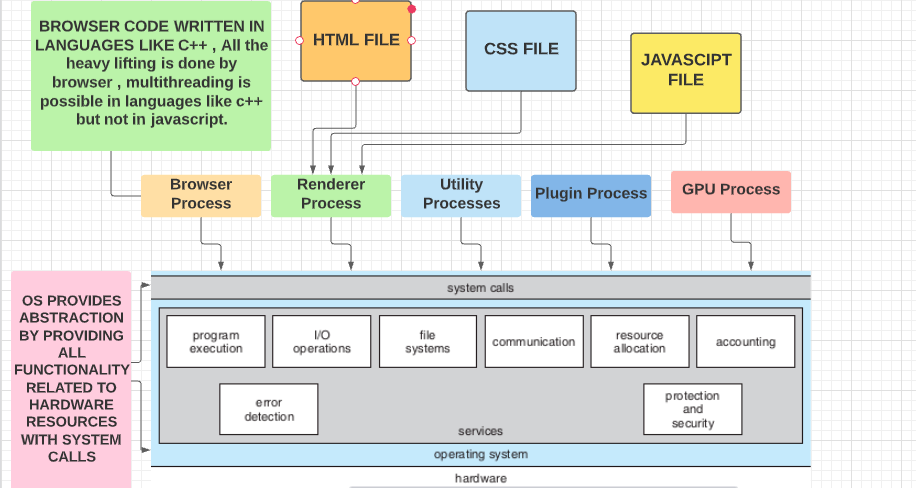 BROWSER CODE WRITTEN IN
LANGUAGES LIKE C++ , All the
heavy lifting is done by
browser , multithreading is
possible in languages like c++
but not in javascript.
HTML FILE
CSS FILE
JAVASCIPT
FILE
Browser
Process
Renderer
Process
Utility
Processes
Plugin Process
GPU Process
OS PROVIDES
ABSTRACTION
BY PROVIDING
ALL
FUNCTIONALITY
RELATED TO
HARDWARE
RESOURCES
WITH SYSTEM
CALLS
system calls
program
execution
I/O
operations
file
systems
communication
resource
allocation
accounting
error
detection
protection
and
security
services
operating system
hardware